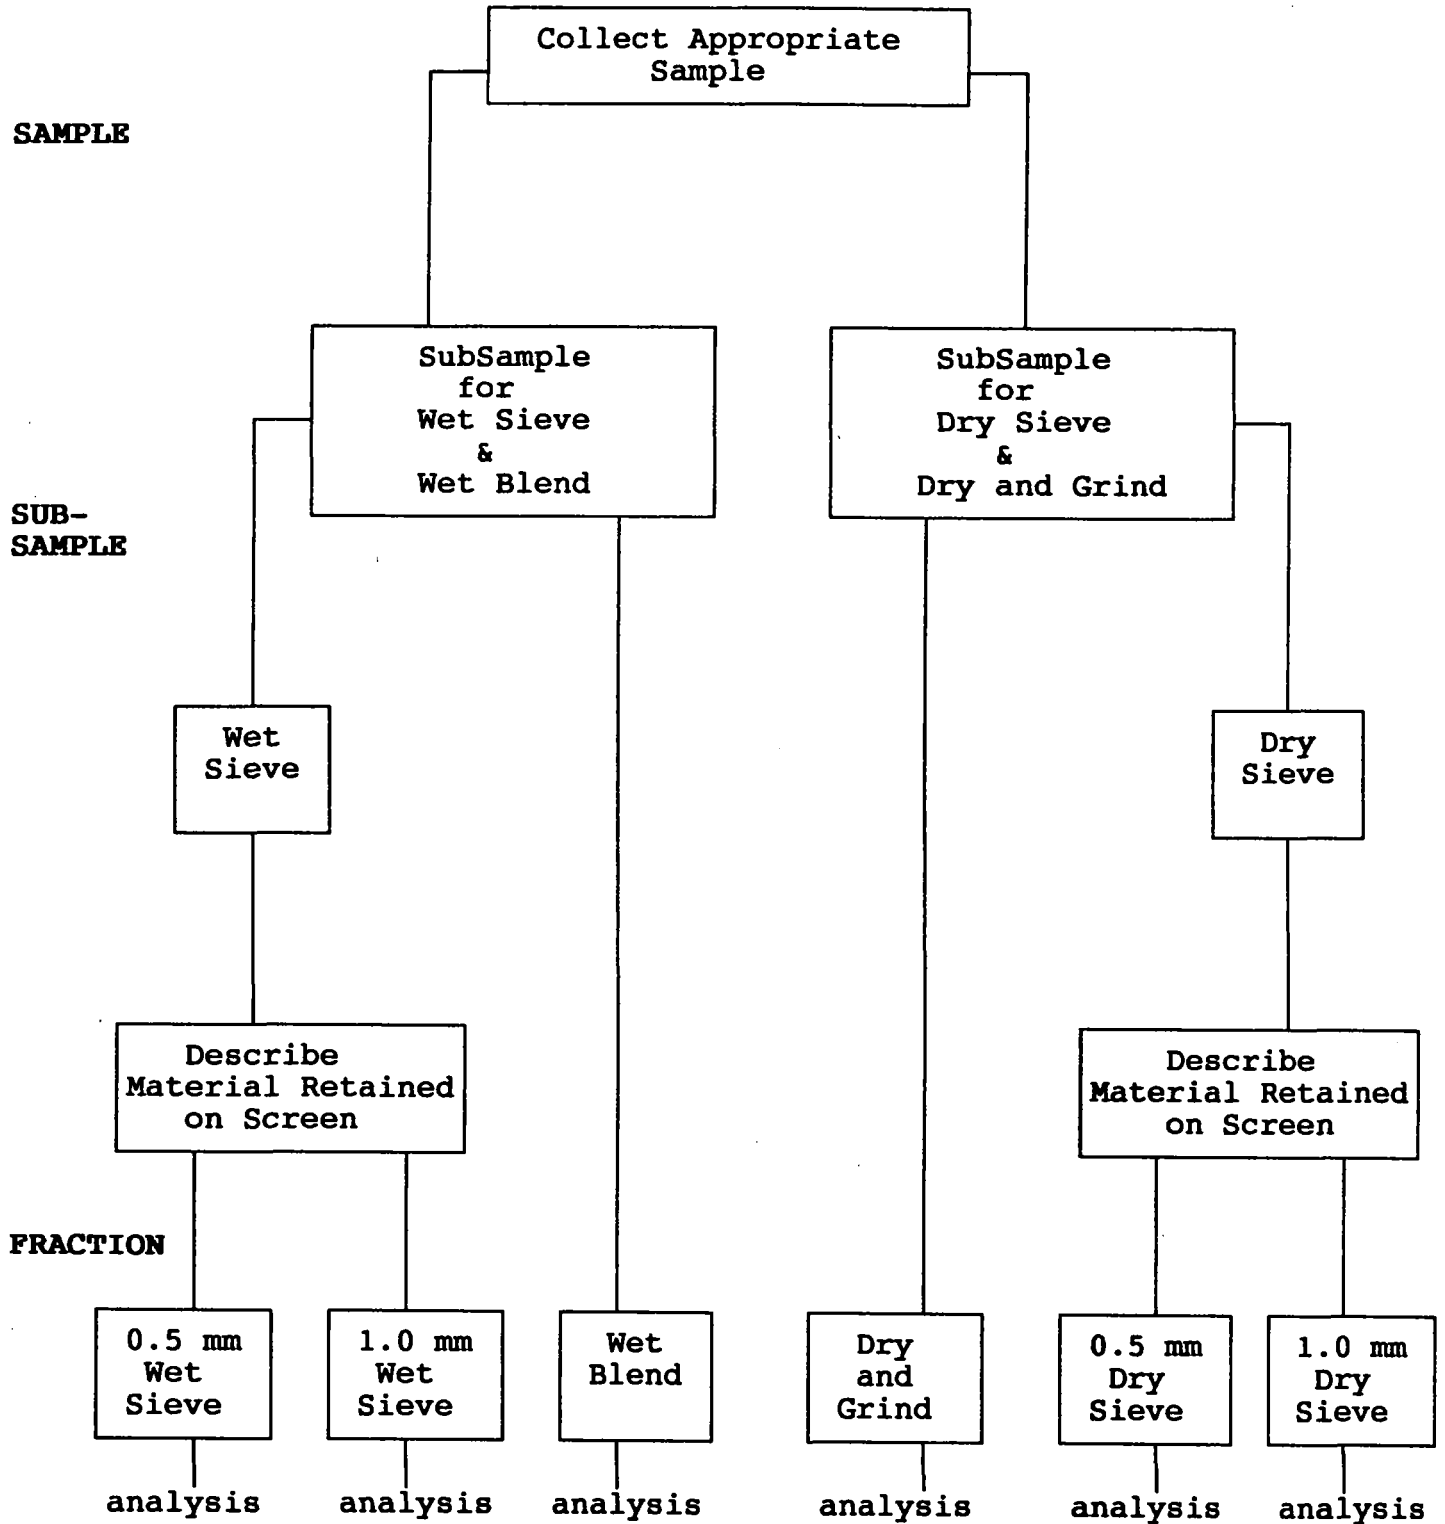 Collect Appropriate
Sample
SAMPLE
SubSample
for
Wet Sieve
&
Wet Blend
SubSample
for
Dry Sieve
&
Dry and Grind
SUB-
SAMPLE
Wet
Sieve
Dry
Sieve
Describe
Material Retained
on Screen
Describe
Material Retained
on Screen
FRACTION
0.5 mm
Wet
Sieve
1.0 mm
Wet
Sieve
Wet
Blend
Dry
and
Grind
0.5 mm
Dry
Sieve
1.0 mm
Dry
Sieve
analysis
analysis
analysis
analysis
analysis
analysis